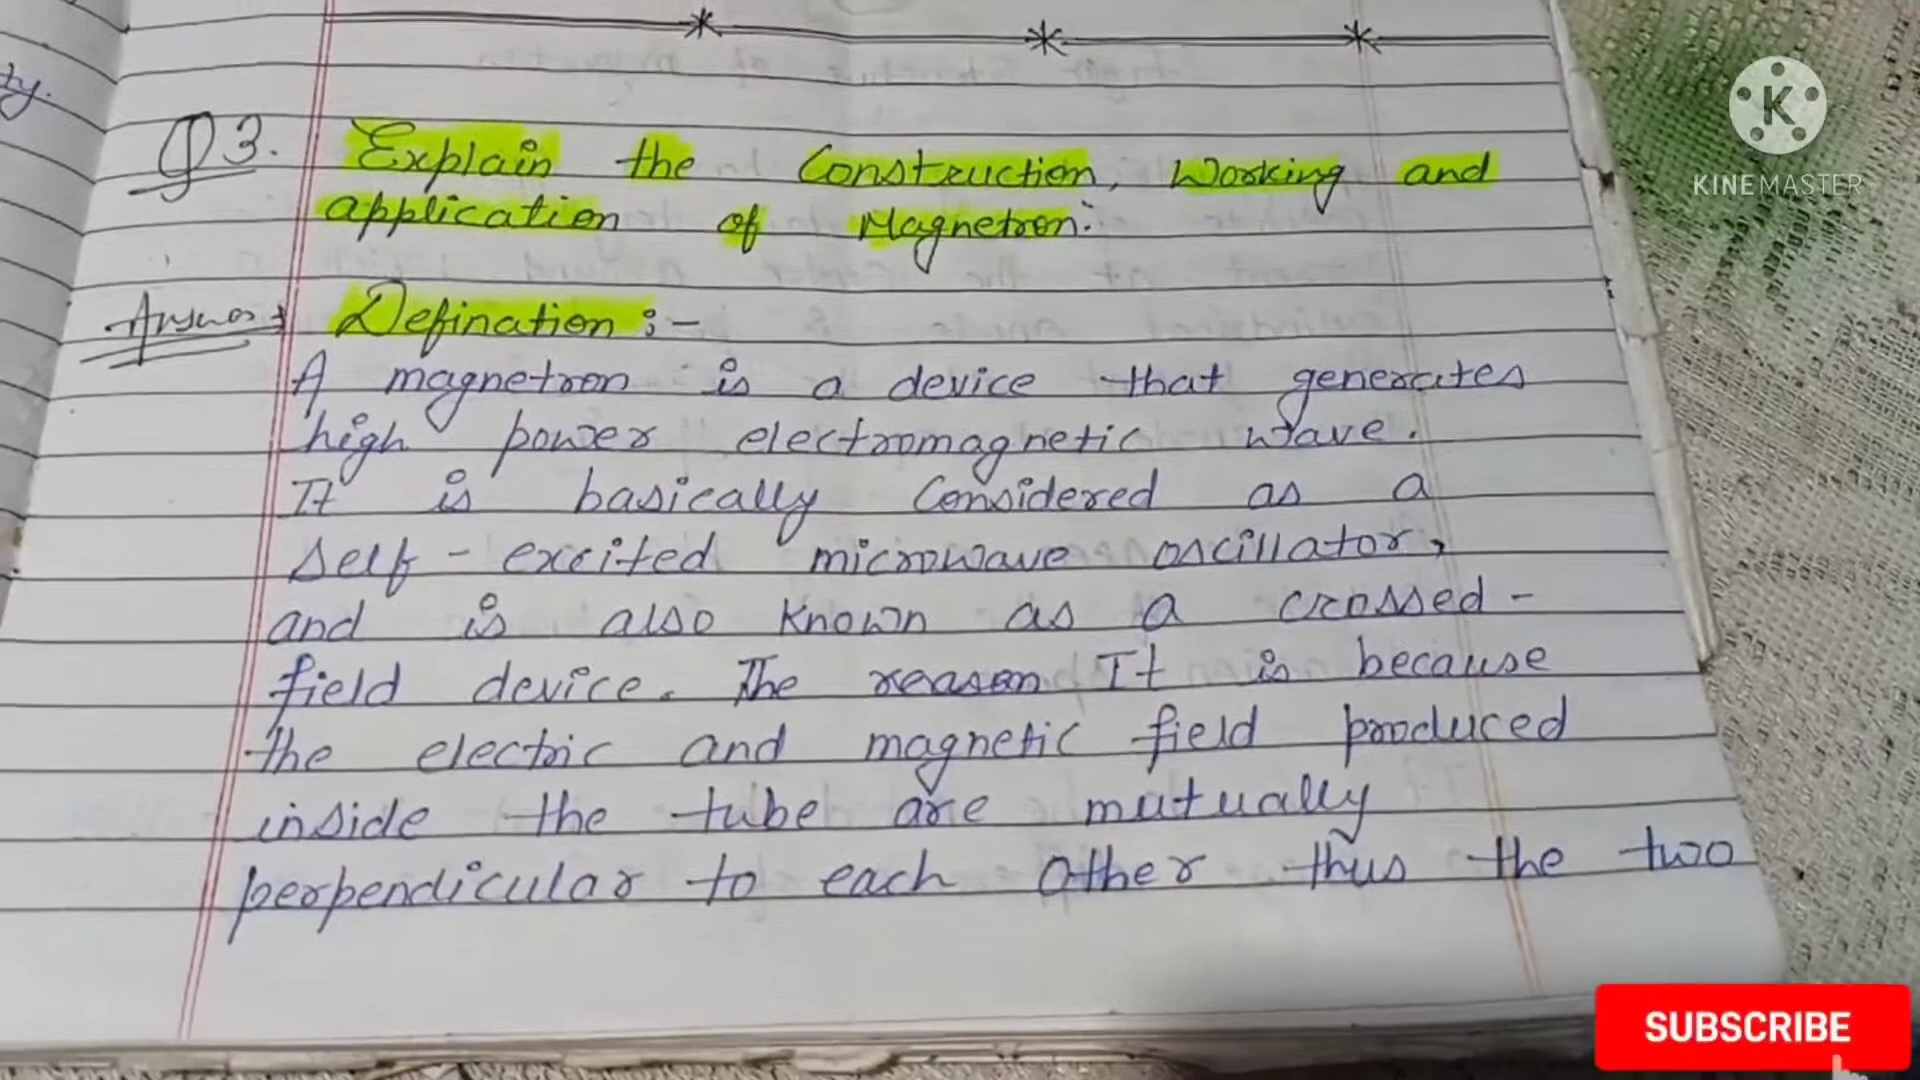 ty.
Q3. Explain the Construction, Working and
application of Magnetron:
Answer Defination :-
A magnetron is a device that generates
high power electromagnetic wave.
It is basically Considered as a
Self - excited microwave oscillator,
and is also known as a crossed -
field device. The reason It is because
the electric and magnetic field produced
inside the tube are mutually
perpendicular to each other thus the two
K
KINEMASTER
SUBSCRIBE